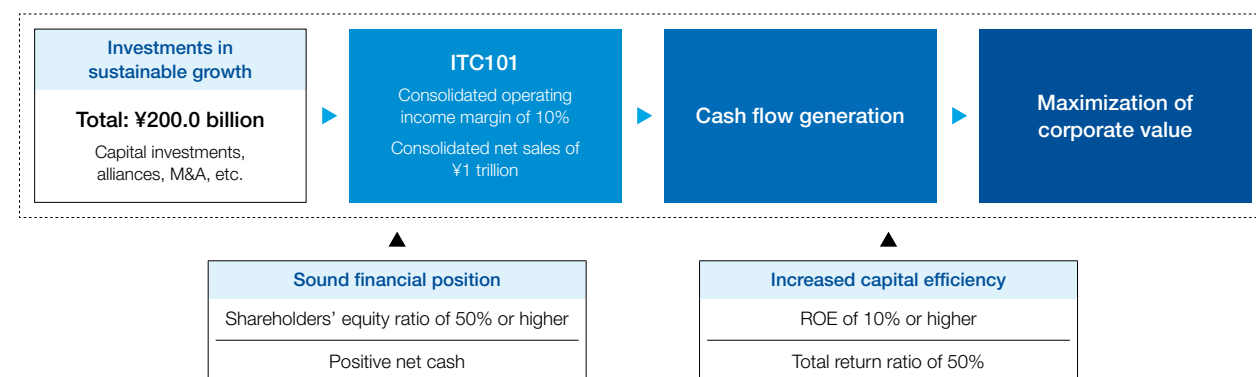 Investments in
sustainable growth
Total: ¥200.0 billion
Capital investments,
alliances, M&A, etc.
ITC101
Consolidated operating
income margin of 10%
Consolidated net sales of
¥1 trillion
Cash flow generation
Maximization of
corporate value
Sound financial position
Shareholders’ equity ratio of 50% or higher
Positive net cash
Increased capital efficiency
ROE of 10% or higher
Total return ratio of 50%